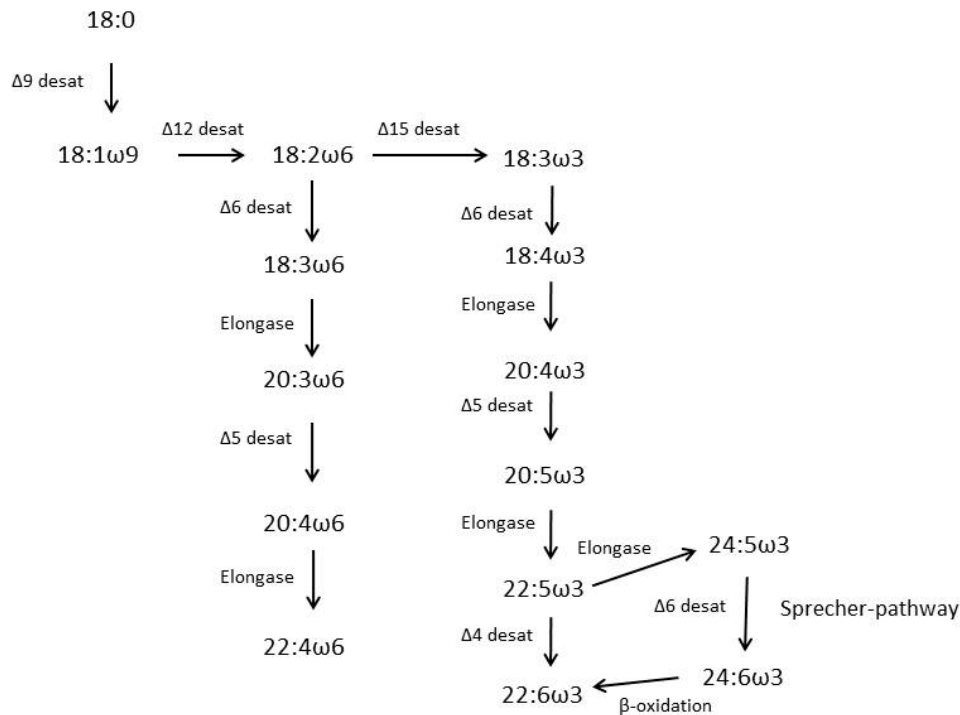 18:0
Δ9 desat
18:1ω9
Δ12 desat
18:2ω6
Δ15 desat
18:3ω3
Δ6 desat
18:3ω6
Elongase
20:3ω6
Δ5 desat
20:4ω6
Elongase
22:4ω6
Δ6 desat
18:4ω3
Elongase
20:4ω3
Δ5 desat
20:5ω3
Elongase
22:5ω3
Δ4 desat
22:6ω3
Elongase
24:5ω3
Δ6 desat
Sprecher-pathway
24:6ω3
β-oxidation